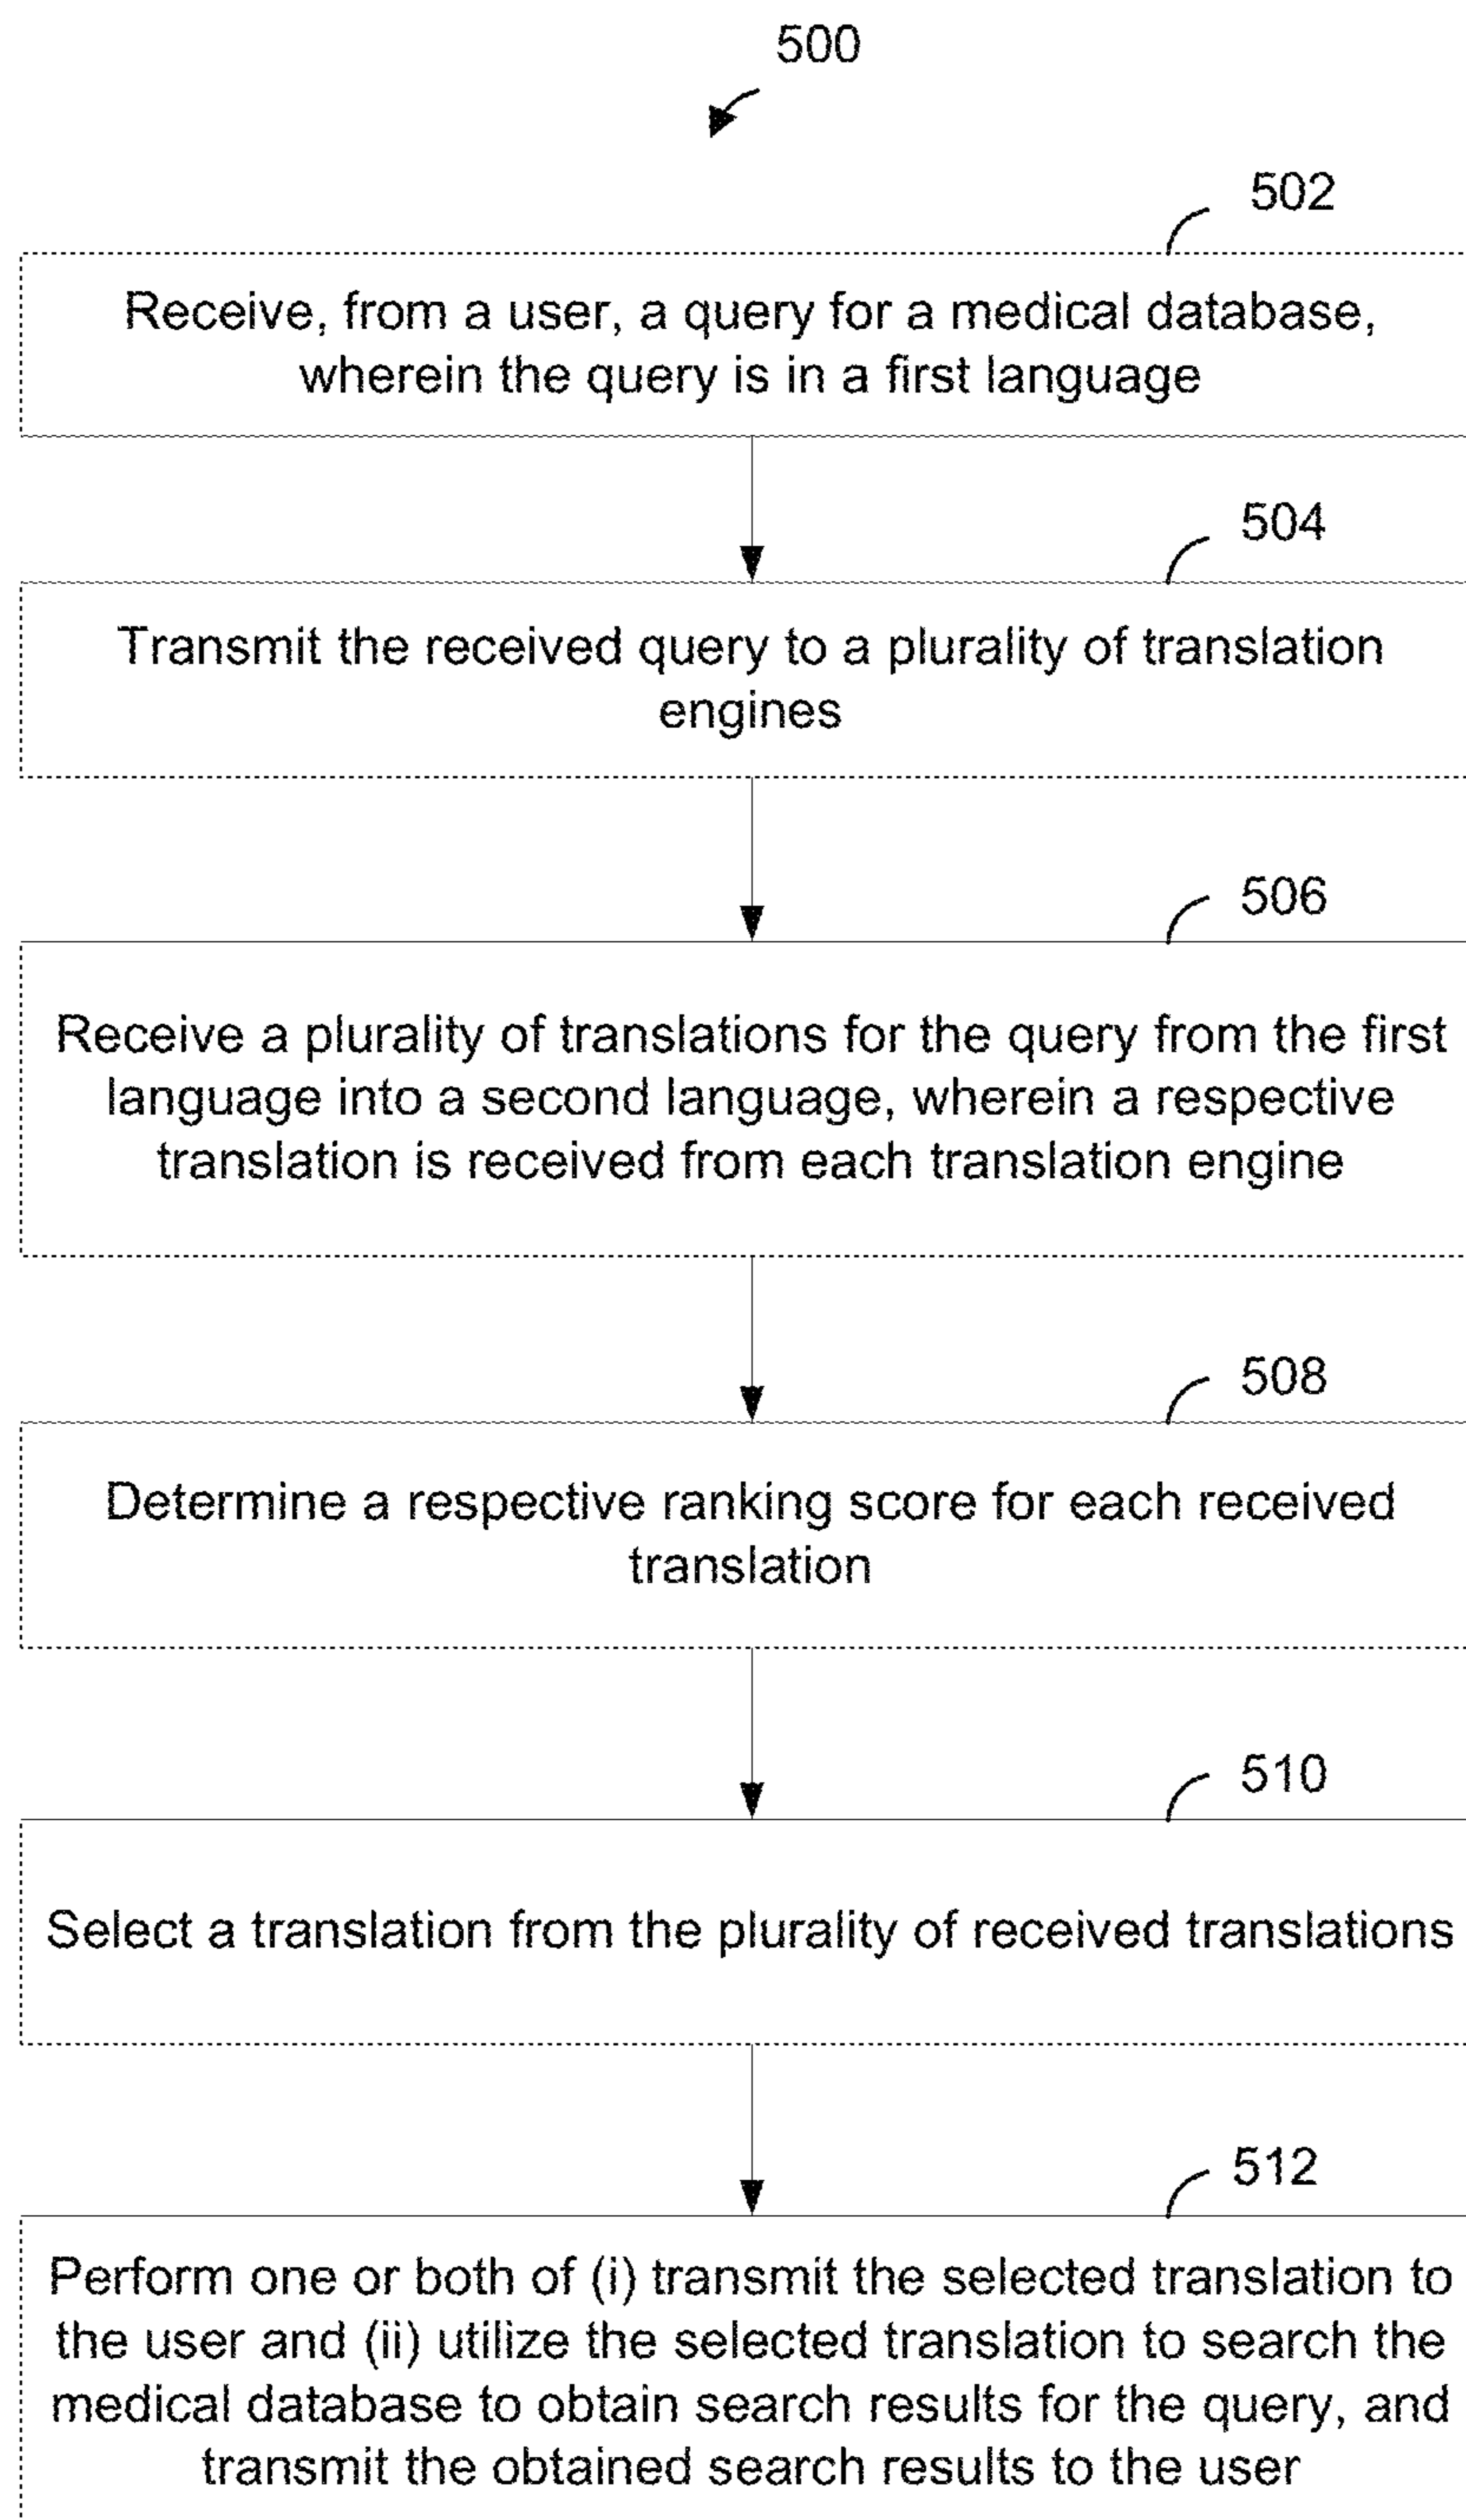 500
502
Receive, from a user, a query for a medical database,
wherein the query is in a first language
504
Transmit the received query to a plurality of translation
engines
506
Receive a plurality of translations for the query from the first
language into a second language, wherein a respective
translation is received from each translation engine
508
Determine a respective ranking score for each received
translation
510
Select a translation from the plurality of received translations
512
Perform one or both of (i) transmit the selected translation to
the user and (ii) utilize the selected translation to search the
medical database to obtain search results for the query, and
transmit the obtained search results to the user